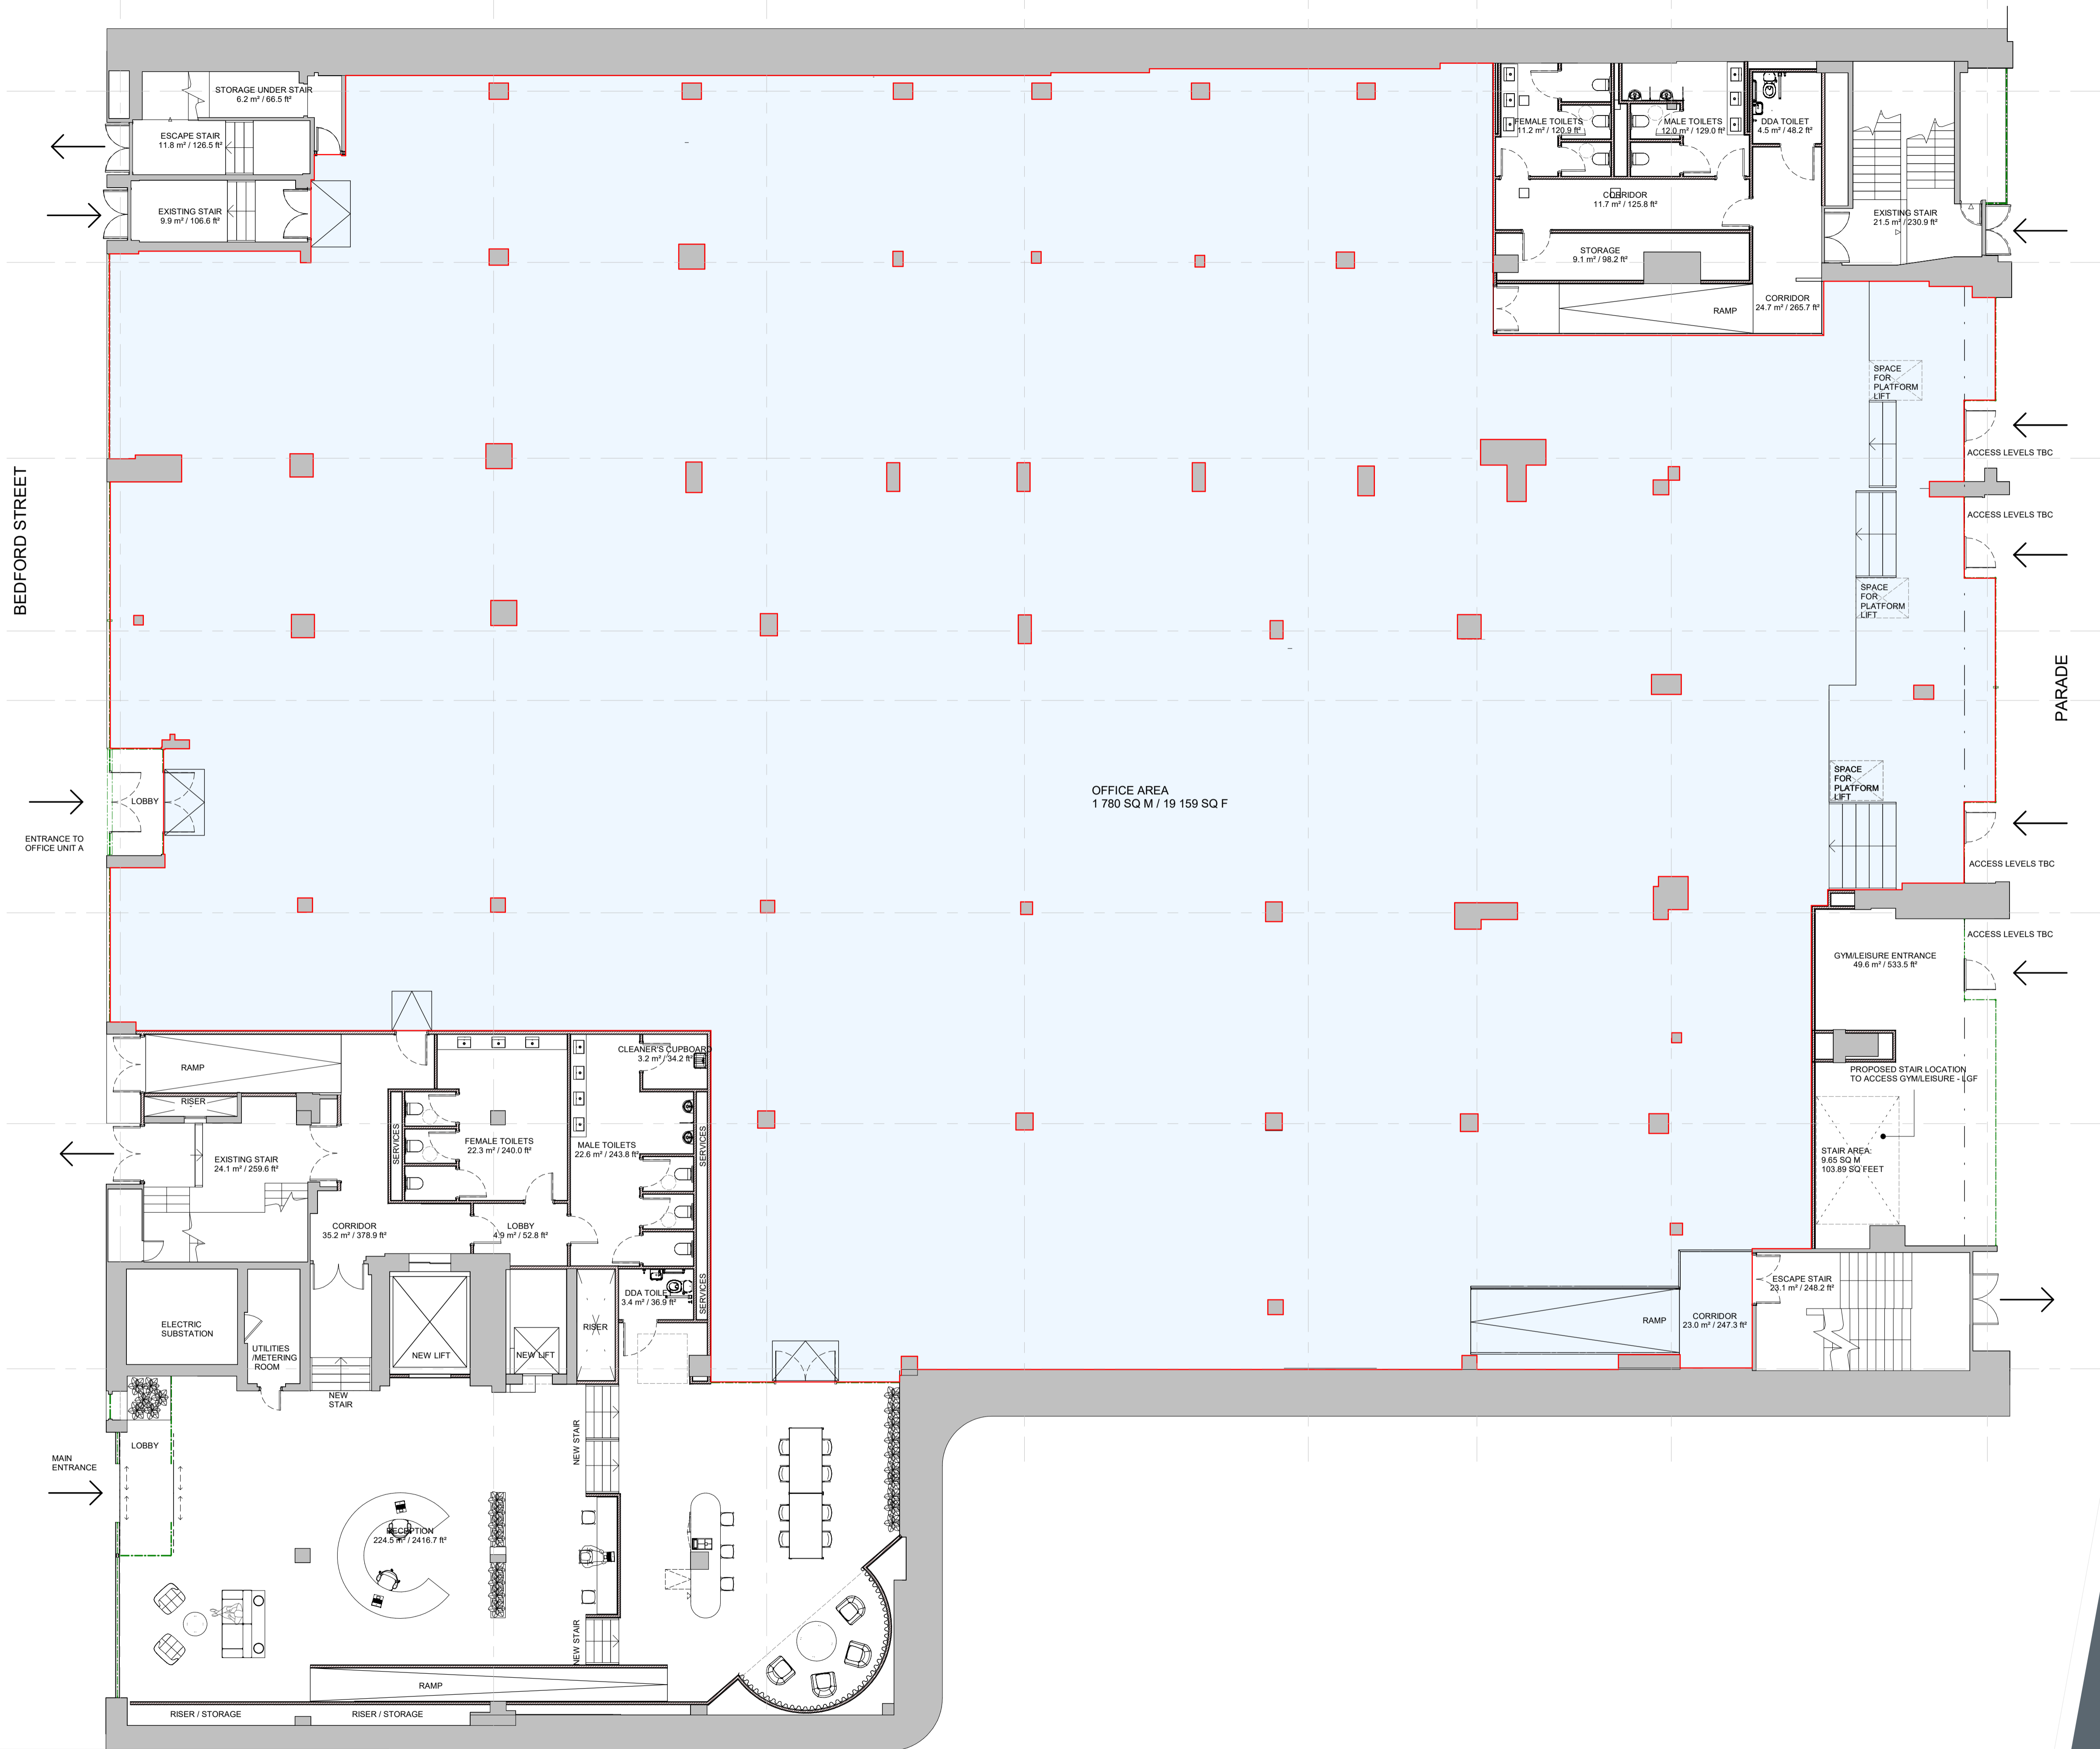 STORAGE UNDER STAIR
6.2 m² / 66.5 ft²
ESCAPE STAIR
11.8 m² / 126.5 ft²
EXISTING STAIR
9.9 m² / 106.6 ft²
FEMALE TOILETS
11.2 m² / 120.9 ft²
MALE TOILETS
12.0 m² / 129.0 ft²
DDA TOILET
4.5 m² / 48.2 ft²
CORRIDOR
11.7 m² / 125.8 ft²
EXISTING STAIR
21.5 m² / 230.9 ft²
STORAGE
9.1 m² / 98.2 ft²
CORRIDOR
24.7 m² / 265.7 ft²
RAMP
SPACE
FOR
PLATFORM
LIFT
ACCESS LEVELS TBC
ACCESS LEVELS TBC
BEDFORD STREET
SPACE
FOR
PLATFORM
LIFT
PARADE
SPACE
FOR
PLATFORM
LIFT
OFFICE AREA
1 780 SQ M / 19 159 SQ F
LOBBY
ENTRANCE TO
OFFICE UNIT A
ACCESS LEVELS TBC
ACCESS LEVELS TBC
GYM/LEISURE ENTRANCE
49.6 m² / 533.5 ft²
CLEANER'S CUPBOARD
3.2 m² / 34.2 ft²
RAMP
PROPOSED STAIR LOCATION
TO ACCESS GYM/LEISURE - LGF
RISER
SERVICES
FEMALE TOILETS
22.3 m² / 240.0 ft²
MALE TOILETS
22.6 m² / 243.8 ft²
SERVICES
EXISTING STAIR
24.1 m² / 259.6 ft²
STAIR AREA:
9.65 SQ M
103.89 SQ FEET
CORRIDOR
35.2 m² / 378.9 ft²
LOBBY
4.9 m² / 52.8 ft²
ESCAPE STAIR
23.1 m² / 248.2 ft²
DDA TOILET
3.4 m² / 36.9 ft²
SERVICES
ELECTRIC
SUBSTATION
RISER
RAMP
CORRIDOR
23.0 m² / 247.3 ft²
UTILITIES
/METERING
ROOM
NEW LIFT
NEW LIFT
NEW
STAIR
LOBBY
NEW STAIR
MAIN
ENTRANCE
RECEPTION
224.5 m² / 2416.7 ft²
NEW STAIR
RAMP
RISER / STORAGE
RISER / STORAGE